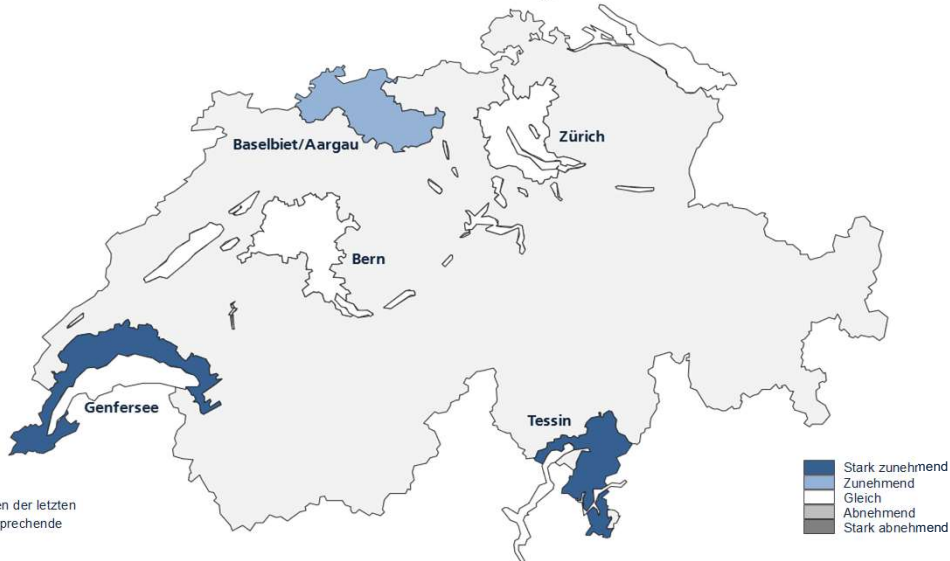 Baselbiet/Aargau
Zürich
Bern
Genfersee
Tessin
en der letzten
prechende
Stark zunehmend
Zunehmend
Gleich
Abnehmend
Stark abnehmend